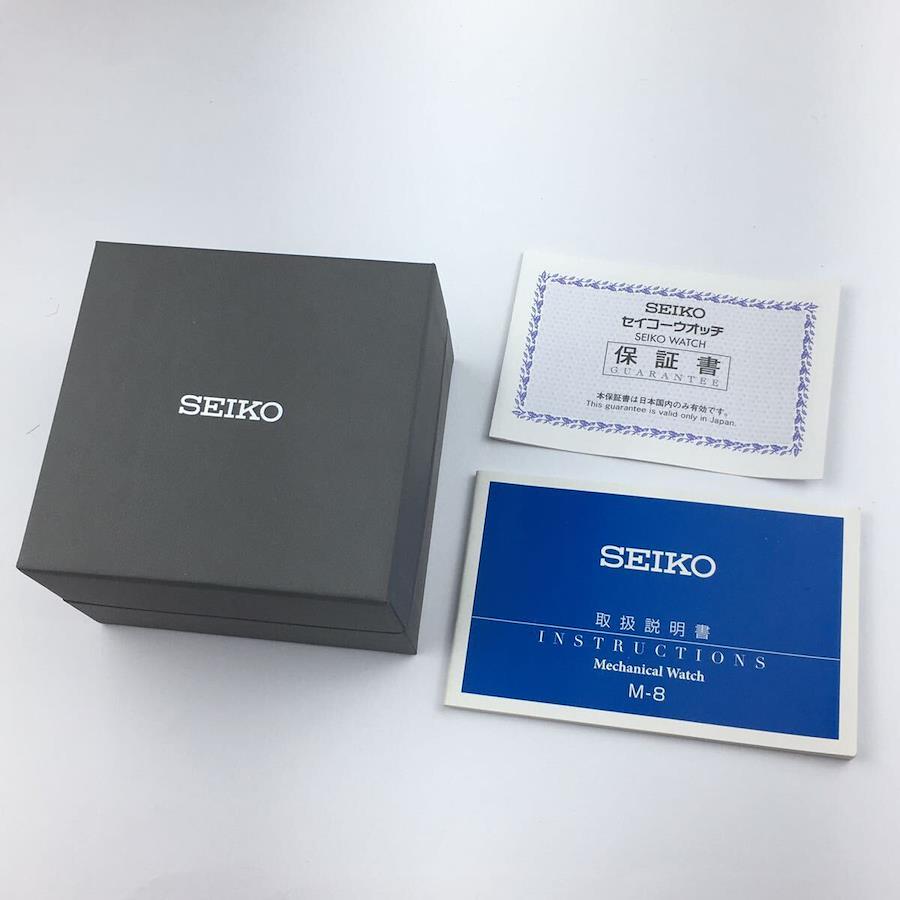 SEIKO
SEIKO
セイコーウオッチ
SEIKO WATCH
保証書
GUARANTEE
本保証書は日本国内のみ有効です。
This guarantee is valid only in Japan.
SEIKO
取扱説明書
INSTRUCTIONS
Mechanical Watch
M-8